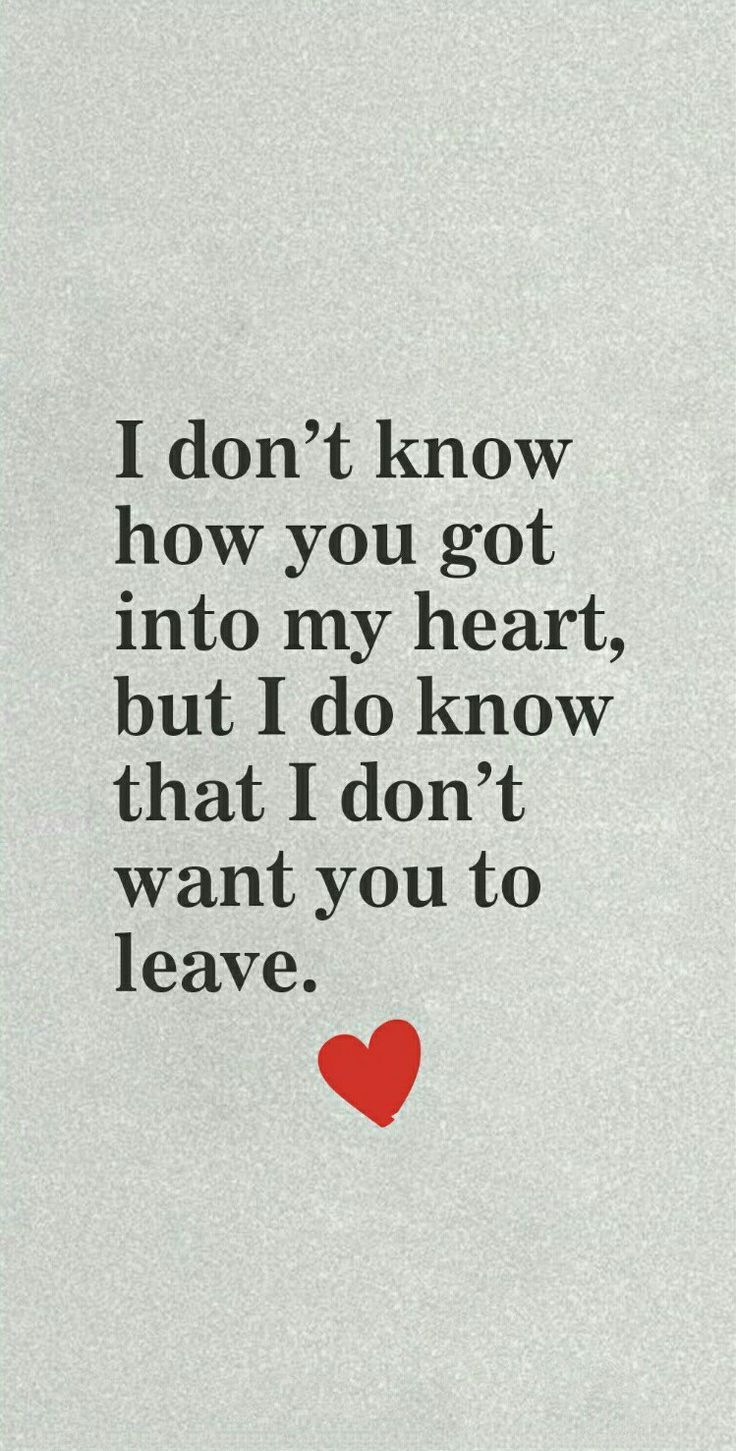 I don’t know
how you got
into my heart,
but I do know
that I don’t
want you to
leave.